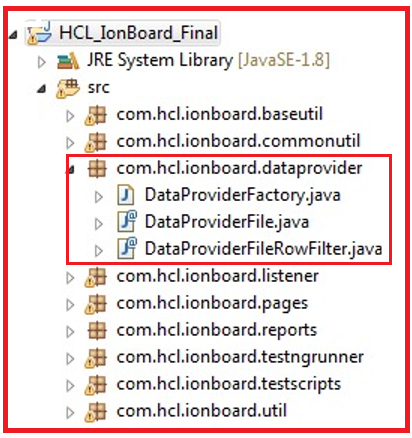 HCL_IonBoard_Final
JRE System Library [JavaSE-1.8]
src
com.hcl.ionboard.baseutil
com.hcl.ionboard.commonutil
com.hcl.ionboard.dataprovider
DataProviderFactory.java
DataProviderFile.java
DataProviderFileRowFilter.java
com.hcl.ionboard.listener
com.hcl.ionboard.pages
com.hcl.ionboard.reports
com.hcl.ionboard.testngrunner
com.hcl.ionboard.testscripts
com.hcl.ionboard.util